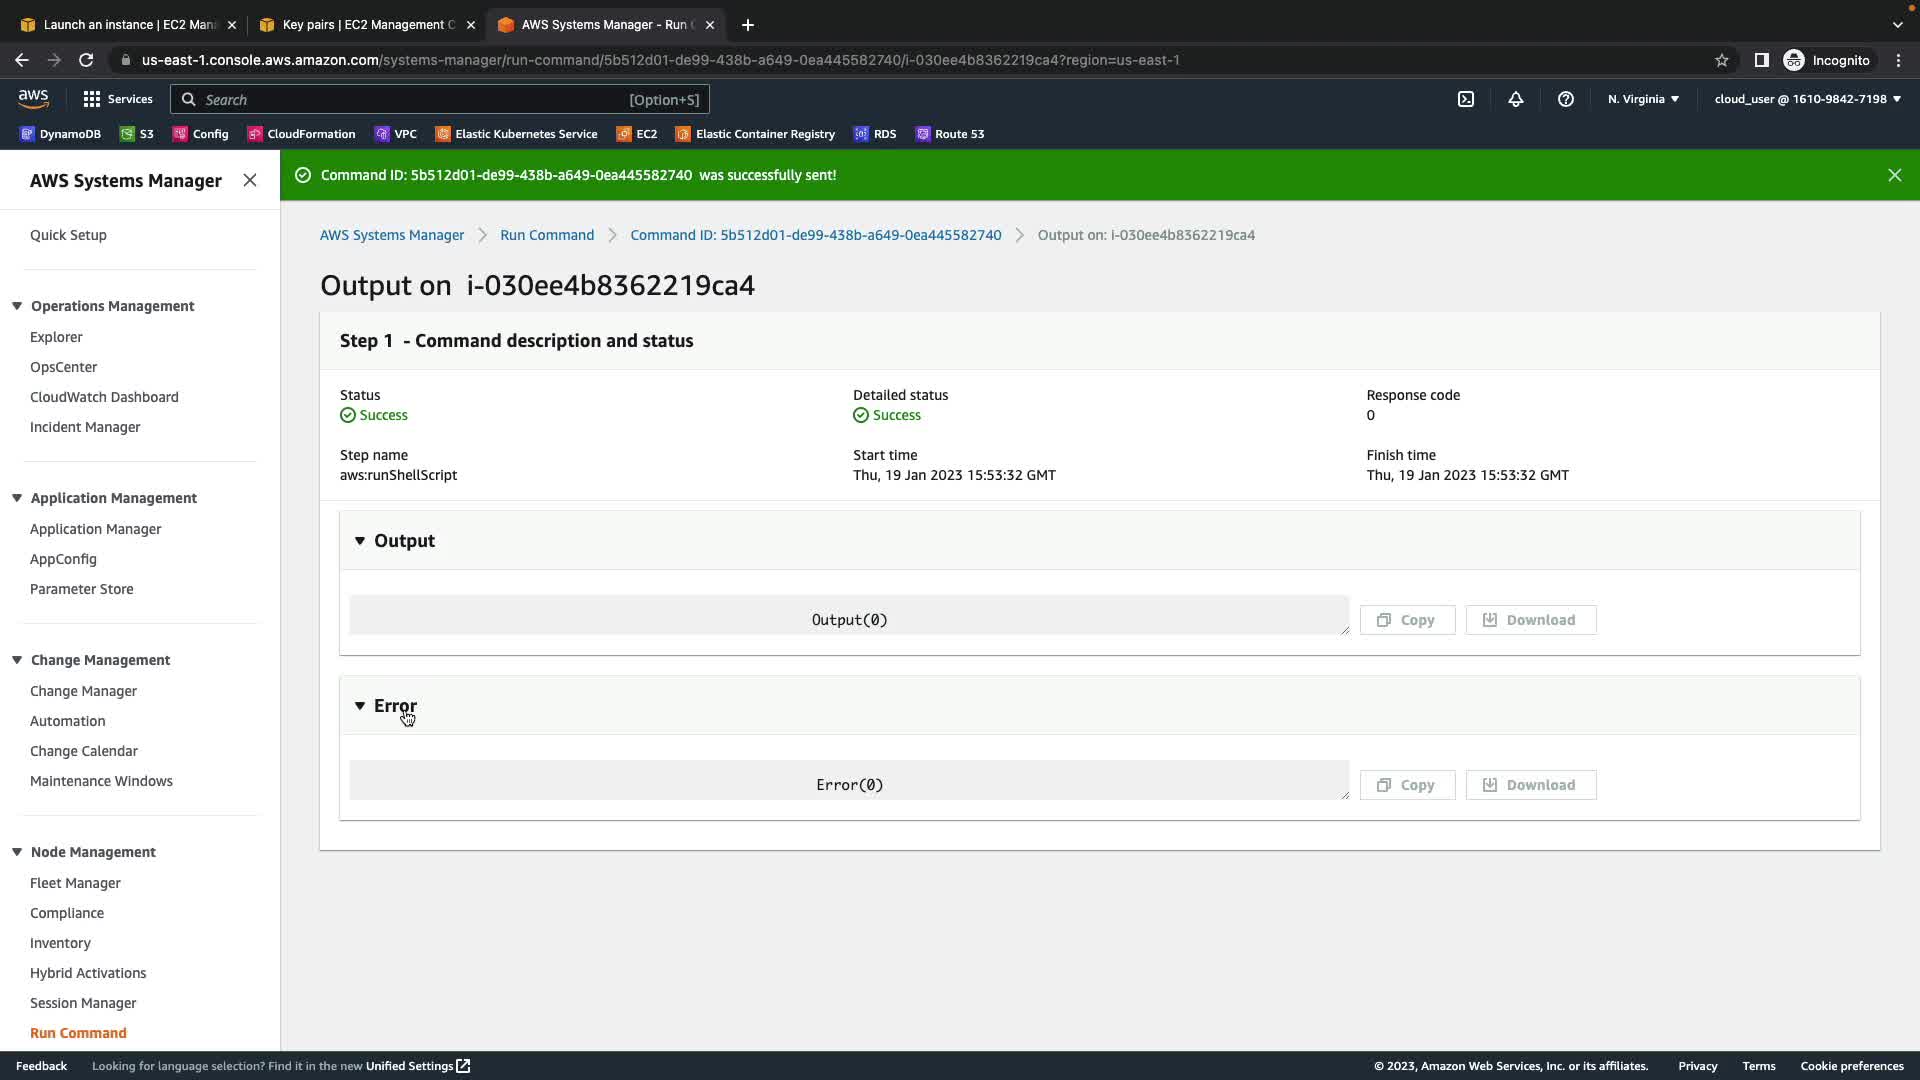 Launch an instance | EC2 Man
Key pairs | EC2 Management C
AWS Systems Manager - Run C
us-east-1.console.aws.amazon.com/systems-manager/run-command/5b512d01-de99-438b-a649-0ea445582740/i-030ee4b8362219ca4?region=us-east-1
Incognito
aws
Services
Search
[Option+S]
N. Virginia
cloud_user @ 1610-9842-7198
DynamoDB
S3
Config
CloudFormation
VPC
Elastic Kubernetes Service
EC2
Elastic Container Registry
RDS
Route 53
AWS Systems Manager
Command ID: 5b512d01-de99-438b-a649-0ea445582740 was successfully sent!
Quick Setup
Operations Management
Explorer
OpsCenter
CloudWatch Dashboard
Incident Manager
Application Management
Application Manager
AppConfig
Parameter Store
Change Management
Change Manager
Automation
Change Calendar
Maintenance Windows
Node Management
Fleet Manager
Compliance
Inventory
Hybrid Activations
Session Manager
Run Command
AWS Systems Manager
Run Command
Command ID: 5b512d01-de99-438b-a649-0ea445582740
Output on: i-030ee4b8362219ca4
Output on i-030ee4b8362219ca4
Step 1 - Command description and status
Status
Success
Detailed status
Success
Response code
0
Step name
aws:runShellScript
Start time
Thu, 19 Jan 2023 15:53:32 GMT
Finish time
Thu, 19 Jan 2023 15:53:32 GMT
Output
Output(0)
Copy
Download
Error
Error(0)
Copy
Download
Feedback
Looking for language selection? Find it in the new Unified Settings
© 2023, Amazon Web Services, Inc. or its affiliates.
Privacy
Terms
Cookie preferences